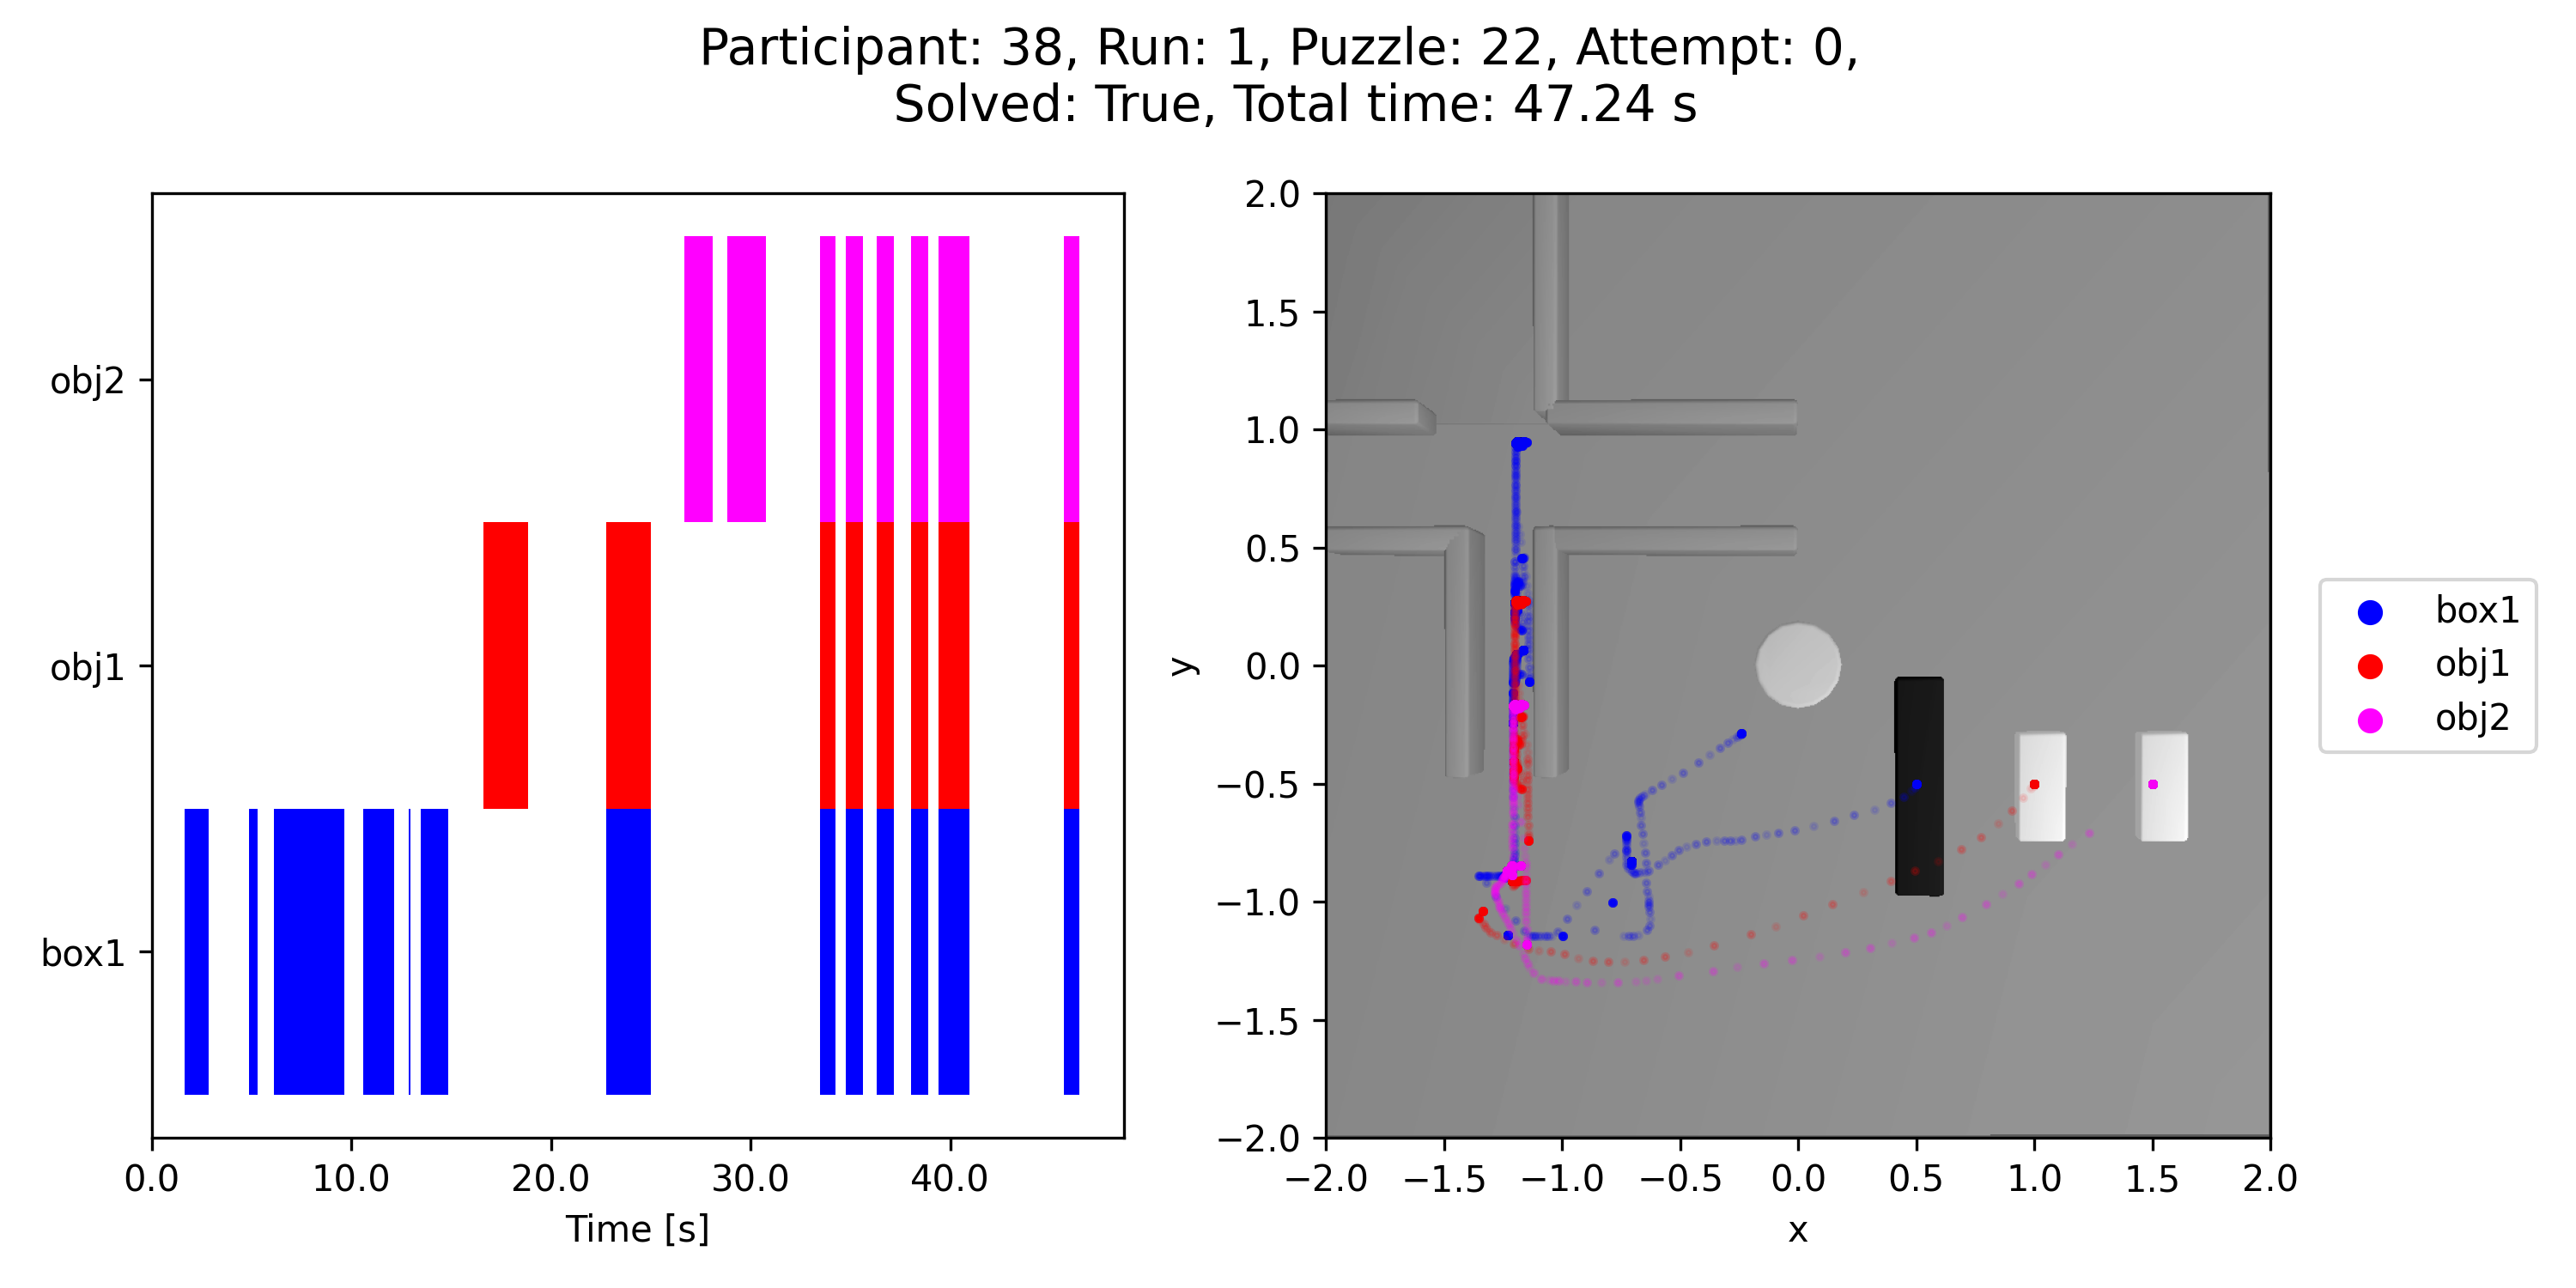 Participant: 38, Run: 1, Puzzle: 22, Attempt: 0,
Solved: True, Total time: 47.24 s
obj2
obj1
box1
0.0 10.0 20.0 30.0 40.0
Time [s]
2.0
1.5
1.0
0.5
0.0
−0.5
−1.0
−1.5
−2.0
y
−2.0 −1.5 −1.0 −0.5 0.0 0.5 1.0 1.5 2.0
x
box1
obj1
obj2